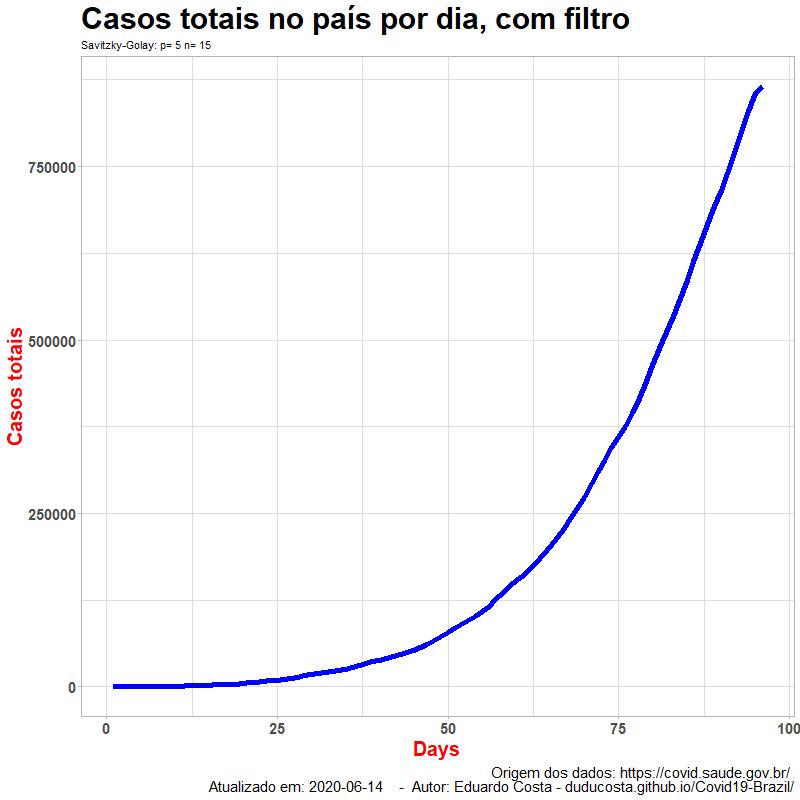 Casos totais no país por dia, com filtro
Savitzky-Golay: p= 5 n= 15
Casos totais
750000
500000
250000
0
0 25 50 75 100
Days
Origem dos dados: https://covid.saude.gov.br/
Atualizado em: 2020-06-14 - Autor: Eduardo Costa - duducosta.github.io/Covid19-Brazil/